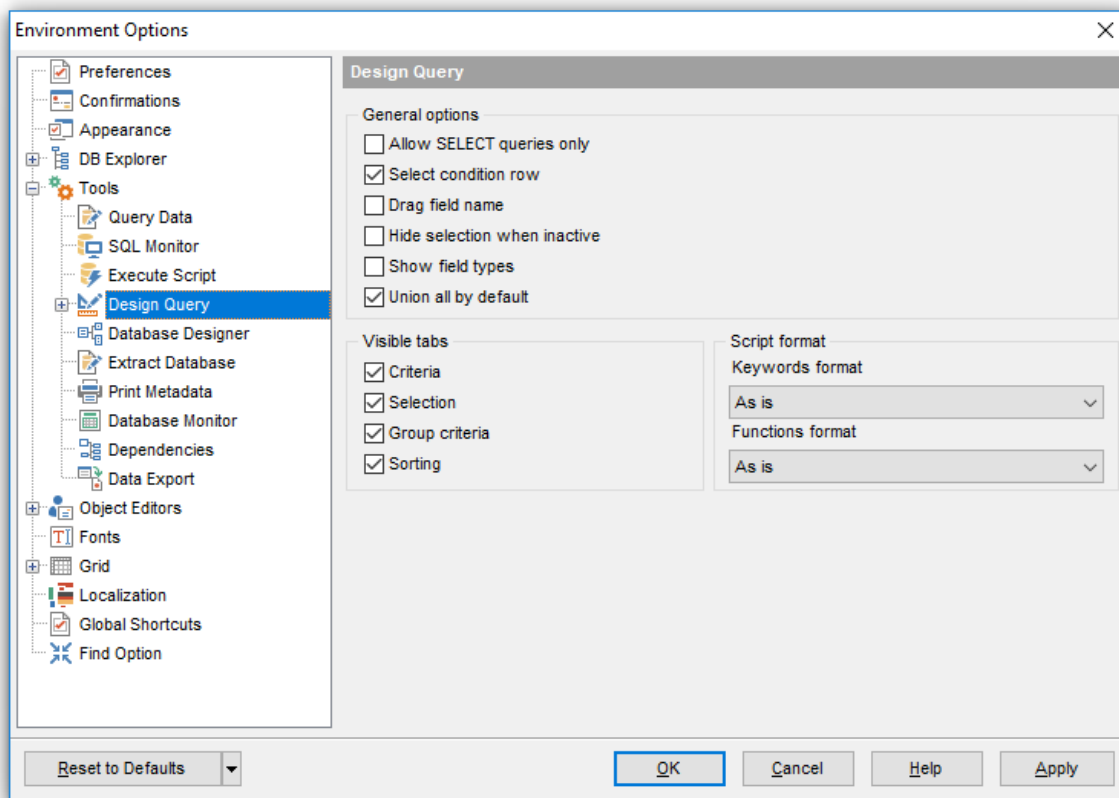 Environment Options
Preferences
Confirmations
Appearance
DB Explorer
Tools
Query Data
SQL Monitor
Execute Script
Design Query
Database Designer
Extract Database
Print Metadata
Database Monitor
Dependencies
Data Export
Object Editors
Fonts
Grid
Localization
Global Shortcuts
Find Option
Design Query
General options
Allow SELECT queries only
Select condition row
Drag field name
Hide selection when inactive
Show field types
Union all by default
Visible tabs
Criteria
Selection
Group criteria
Sorting
Script format
Keywords format
As is
Functions format
As is
Reset to Defaults
OK
Cancel
Help
Apply